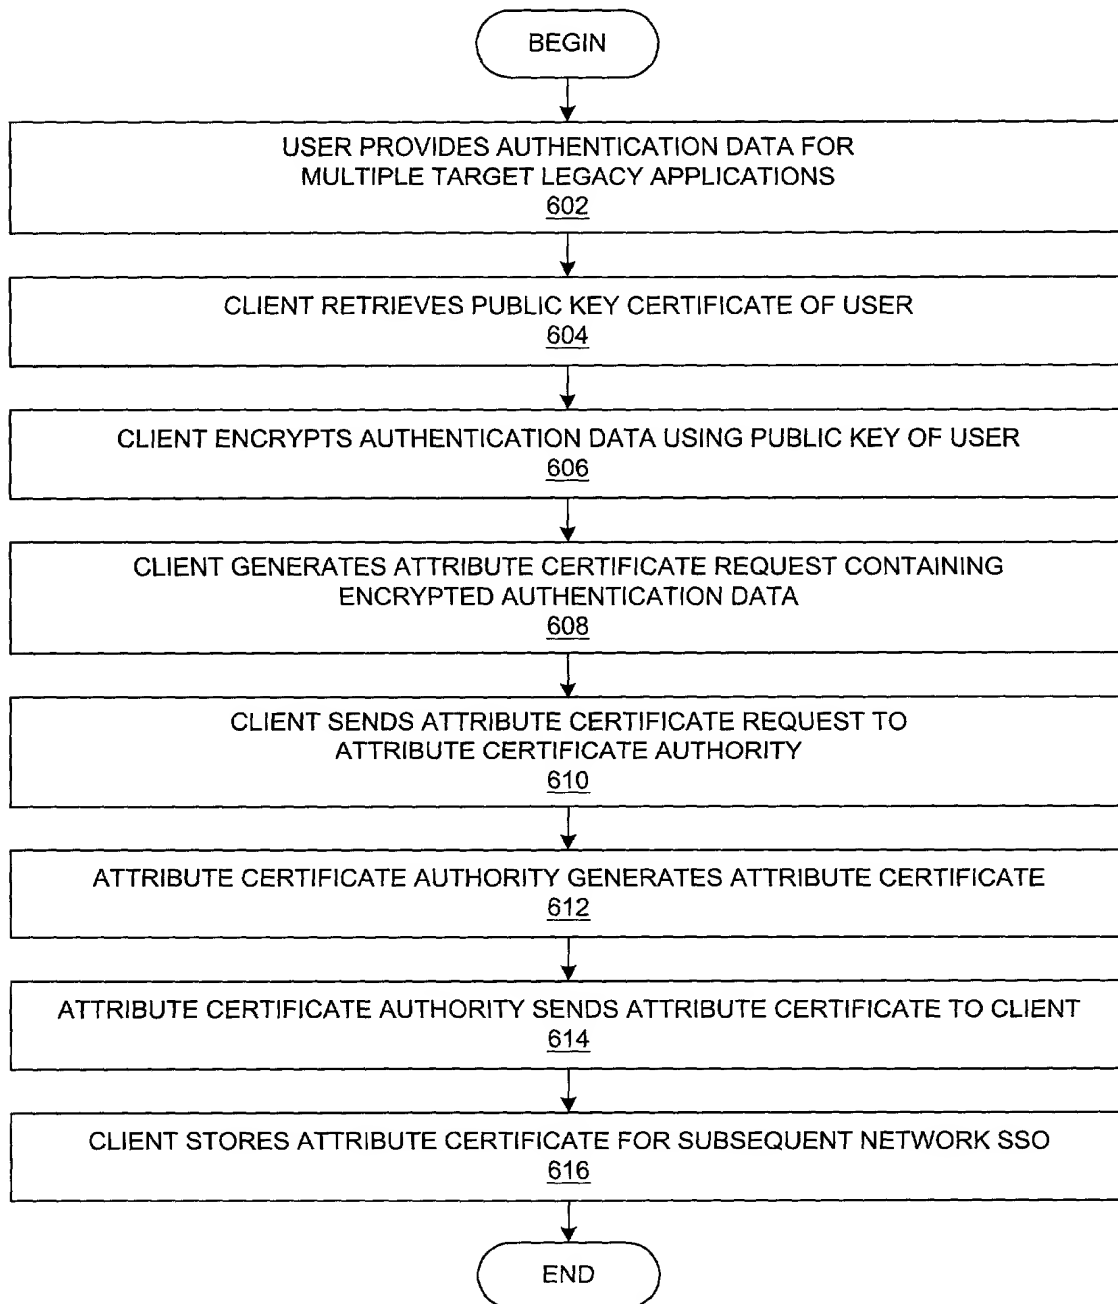 BEGIN
USER PROVIDES AUTHENTICATION DATA FOR
MULTIPLE TARGET LEGACY APPLICATIONS
602
CLIENT RETRIEVES PUBLIC KEY CERTIFICATE OF USER
604
CLIENT ENCRYPTS AUTHENTICATION DATA USING PUBLIC KEY OF USER
606
CLIENT GENERATES ATTRIBUTE CERTIFICATE REQUEST CONTAINING
ENCRYPTED AUTHENTICATION DATA
608
CLIENT SENDS ATTRIBUTE CERTIFICATE REQUEST TO
ATTRIBUTE CERTIFICATE AUTHORITY
610
ATTRIBUTE CERTIFICATE AUTHORITY GENERATES ATTRIBUTE CERTIFICATE
612
ATTRIBUTE CERTIFICATE AUTHORITY SENDS ATTRIBUTE CERTIFICATE TO CLIENT
614
CLIENT STORES ATTRIBUTE CERTIFICATE FOR SUBSEQUENT NETWORK SSO
616
END